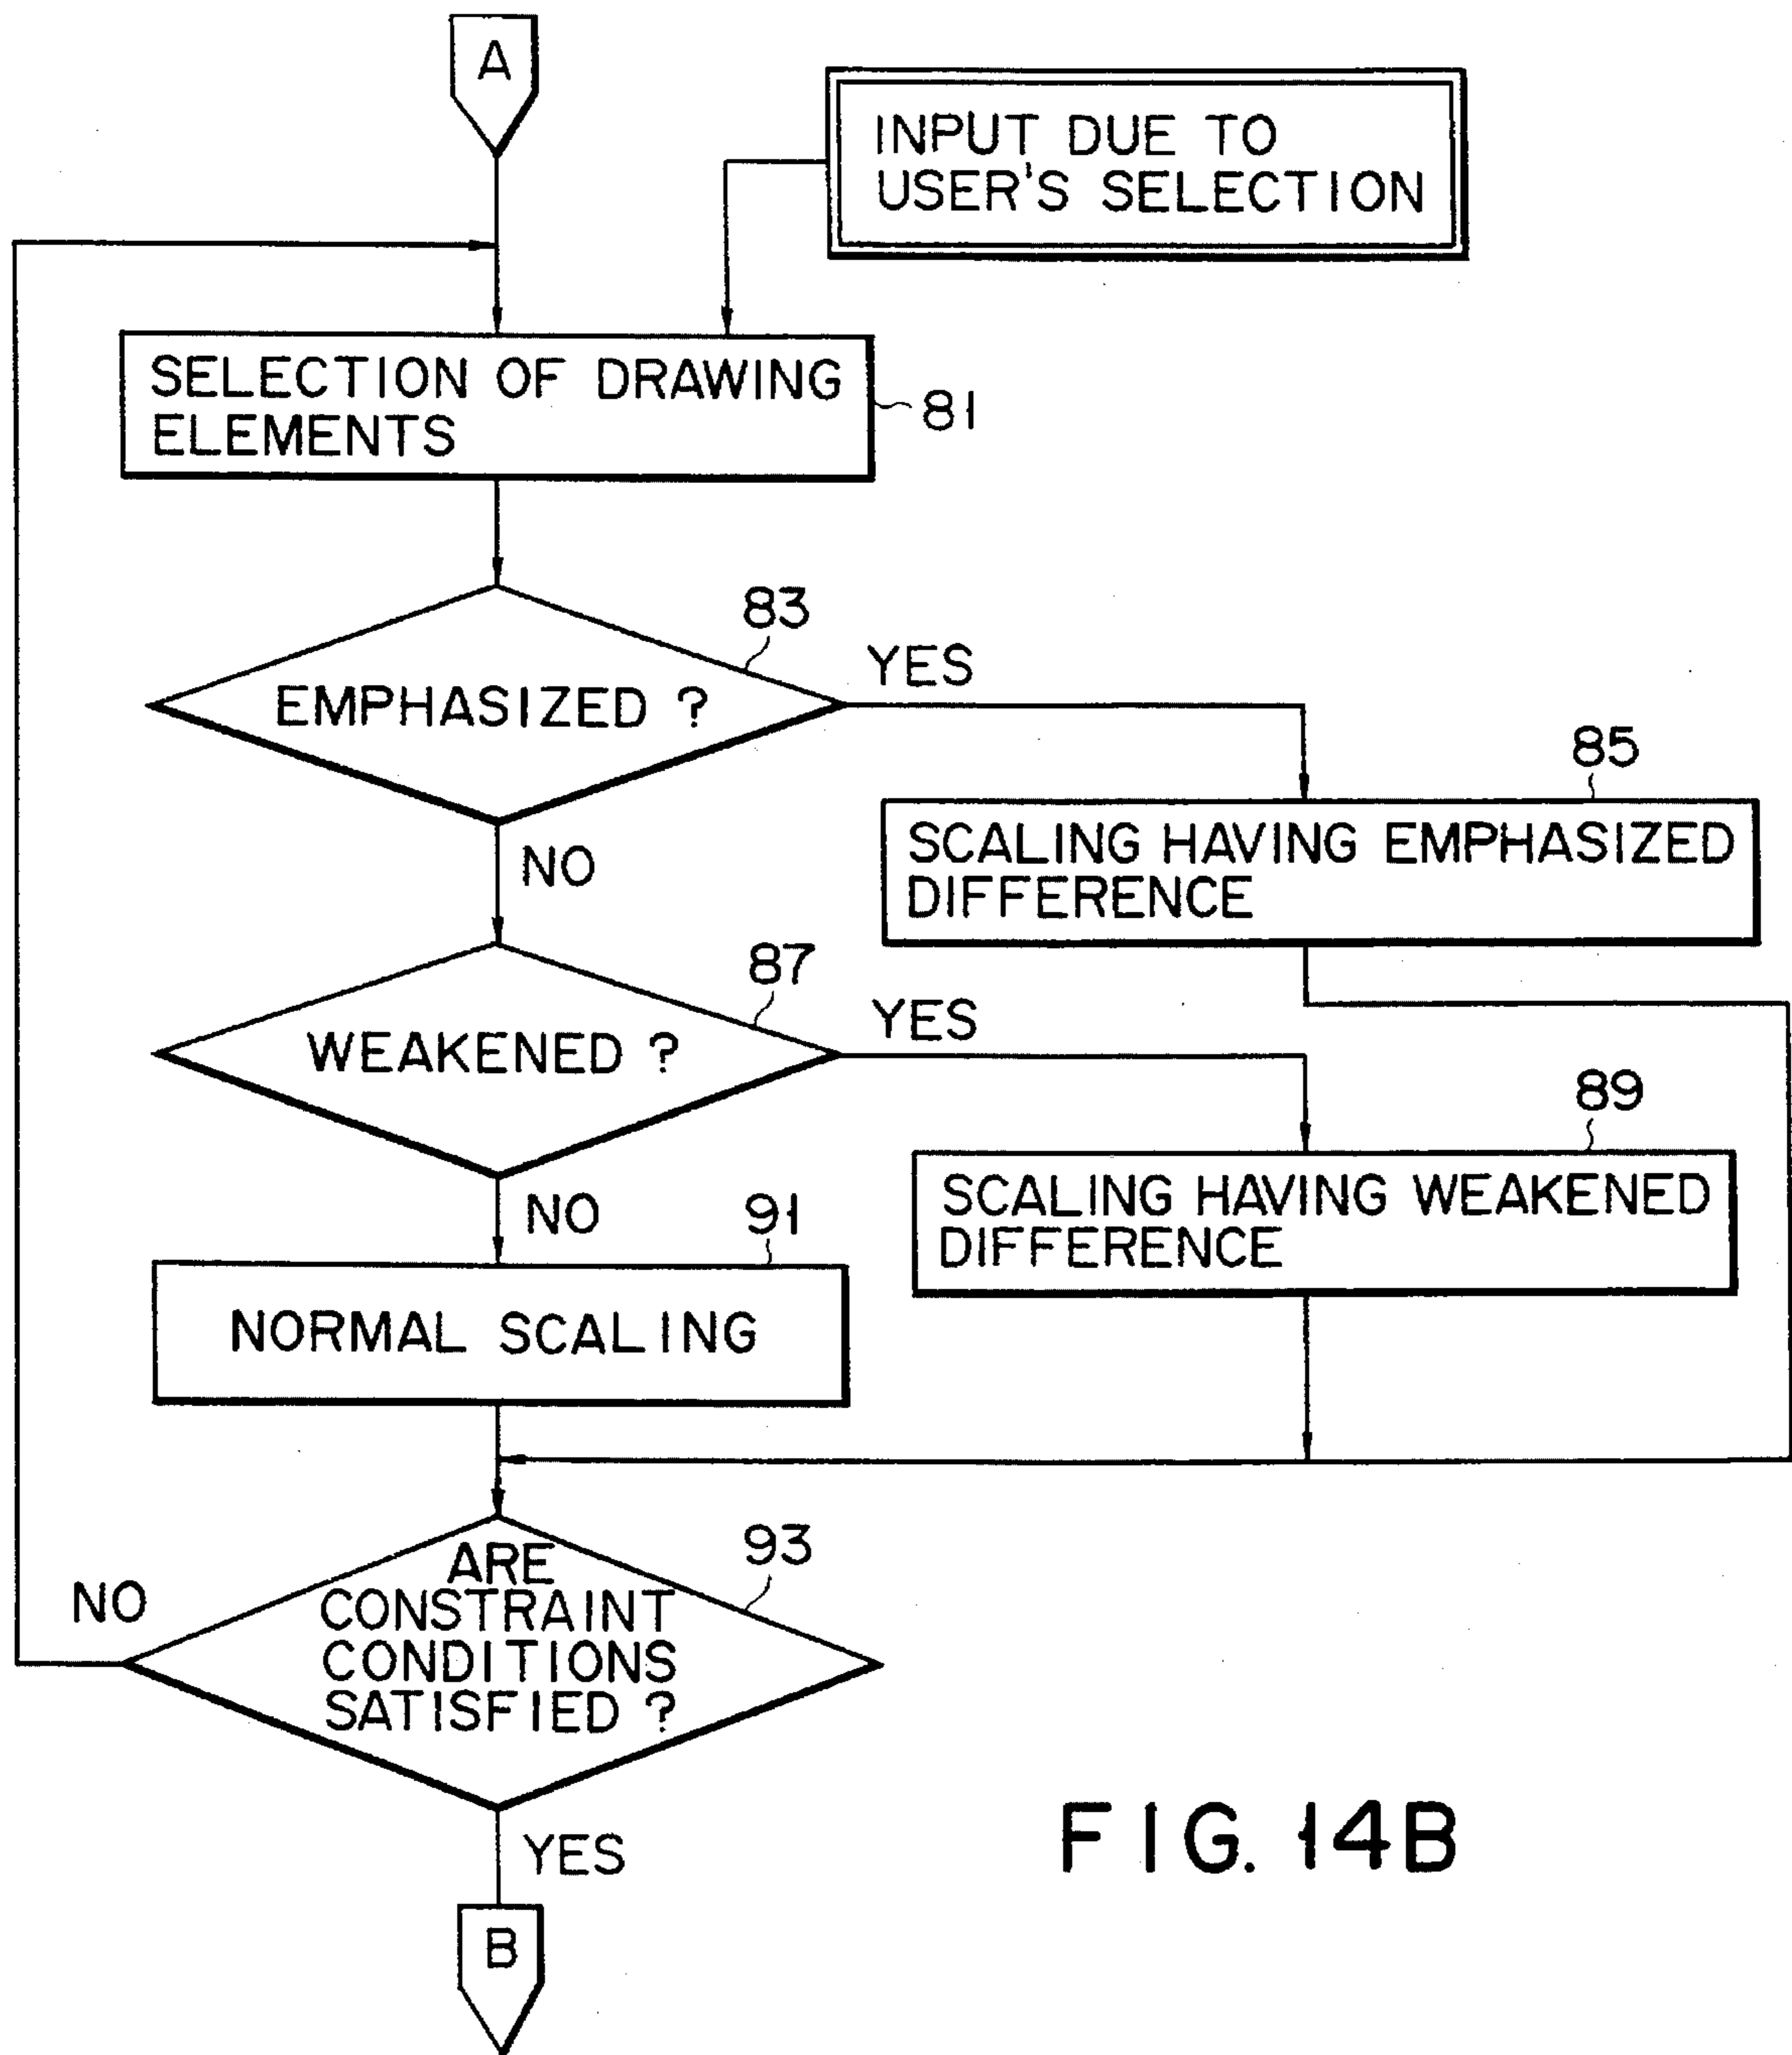 A
INPUT DUE TO
USER'S SELECTION
SELECTION OF DRAWING
ELEMENTS
81
83
EMPHASIZED ?
YES
85
SCALING HAVING EMPHASIZED
DIFFERENCE
NO
87
WEAKENED ?
YES
89
SCALING HAVING WEAKENED
DIFFERENCE
NO
91
NORMAL SCALING
93
ARE
CONSTRAINT
CONDITIONS
SATISFIED ?
NO
YES
B
FIG. 14B